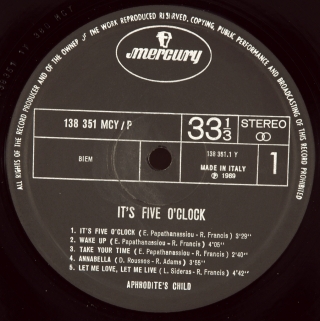 ALL RIGHTS OF THE RECORD PRODUCER AND OF THE OWNER OF THE WORK REPRODUCED RESERVED. COPYING, PUBLIC PERFORMANCE AND BROADCASTING OF THIS RECORD PROHIBITED
mercury
138 351 MCY/P
33 1/3
STEREO
BIEM
138 351.1 Y
MADE IN ITALY
℗ 1969
1
IT'S FIVE O'CLOCK
1. IT'S FIVE O'CLOCK (E. Papathanassiou - R. Francis) 3'29"
2. WAKE UP (E. Papathanassiou - R. Francis) 4'05"
3. TAKE YOUR TIME (E. Papathanassiou - R. Francis)
4. ANNABELLA (D. Roussos - R. Adams) 3'55"
5. LET ME LOVE, LET ME LIVE (L. Sideras - R. Francis) 4'42"
APHRODITE'S CHILD